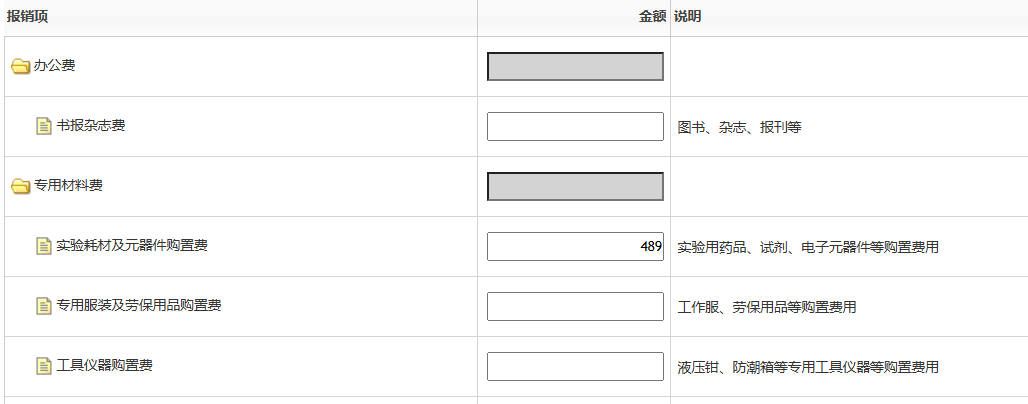 报销项 金额 说明
办公费
书报杂志费 图书、杂志、报刊等
专用材料费
实验耗材及元器件购置费 489 实验用药品、试剂、电子元器件等购置费用
专用服装及劳保用品购置费 工作服、劳保用品等购置费用
工具仪器购置费 液压钳、防潮箱等专用工具仪器等购置费用